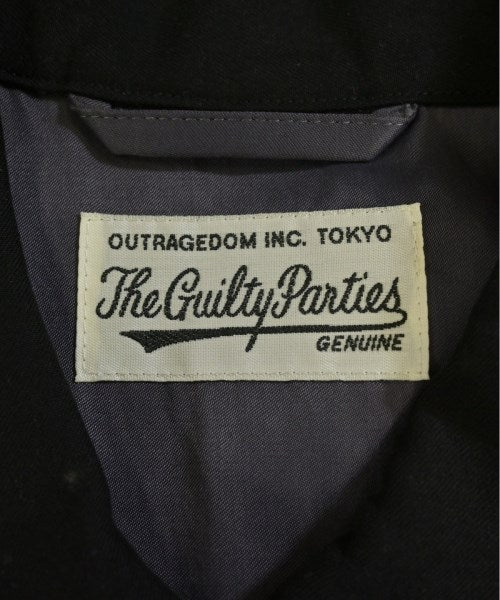 OUTRAGEDOM INC. TOKYO
The Guilty Parties
GENUINE